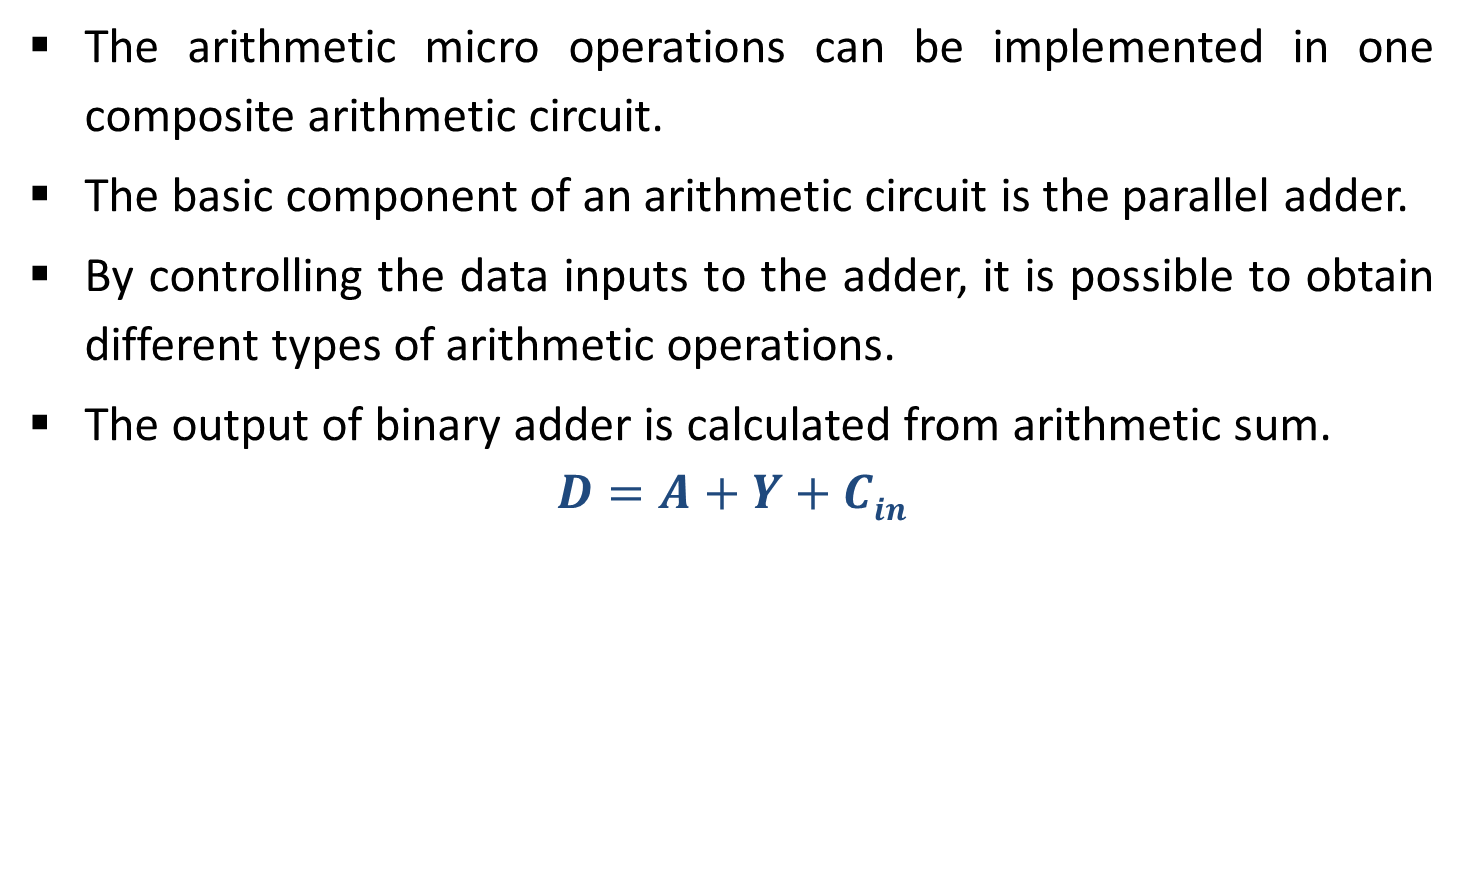 ▪ The arithmetic micro operations can be implemented in one
composite arithmetic circuit.
▪ The basic component of an arithmetic circuit is the parallel adder.
▪ By controlling the data inputs to the adder, it is possible to obtain
different types of arithmetic operations.
▪ The output of binary adder is calculated from arithmetic sum.
D = A + Y + C_in